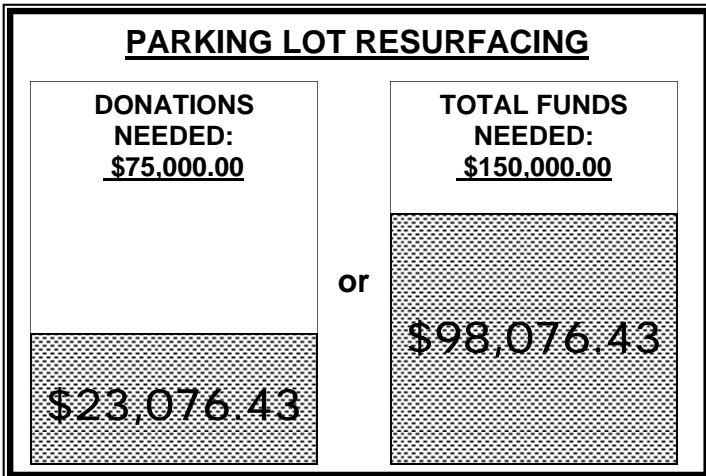 PARKING LOT RESURFACING
DONATIONS
NEEDED:
$75,000.00
$23,076.43
or
TOTAL FUNDS
NEEDED:
$150,000.00
$98,076.43